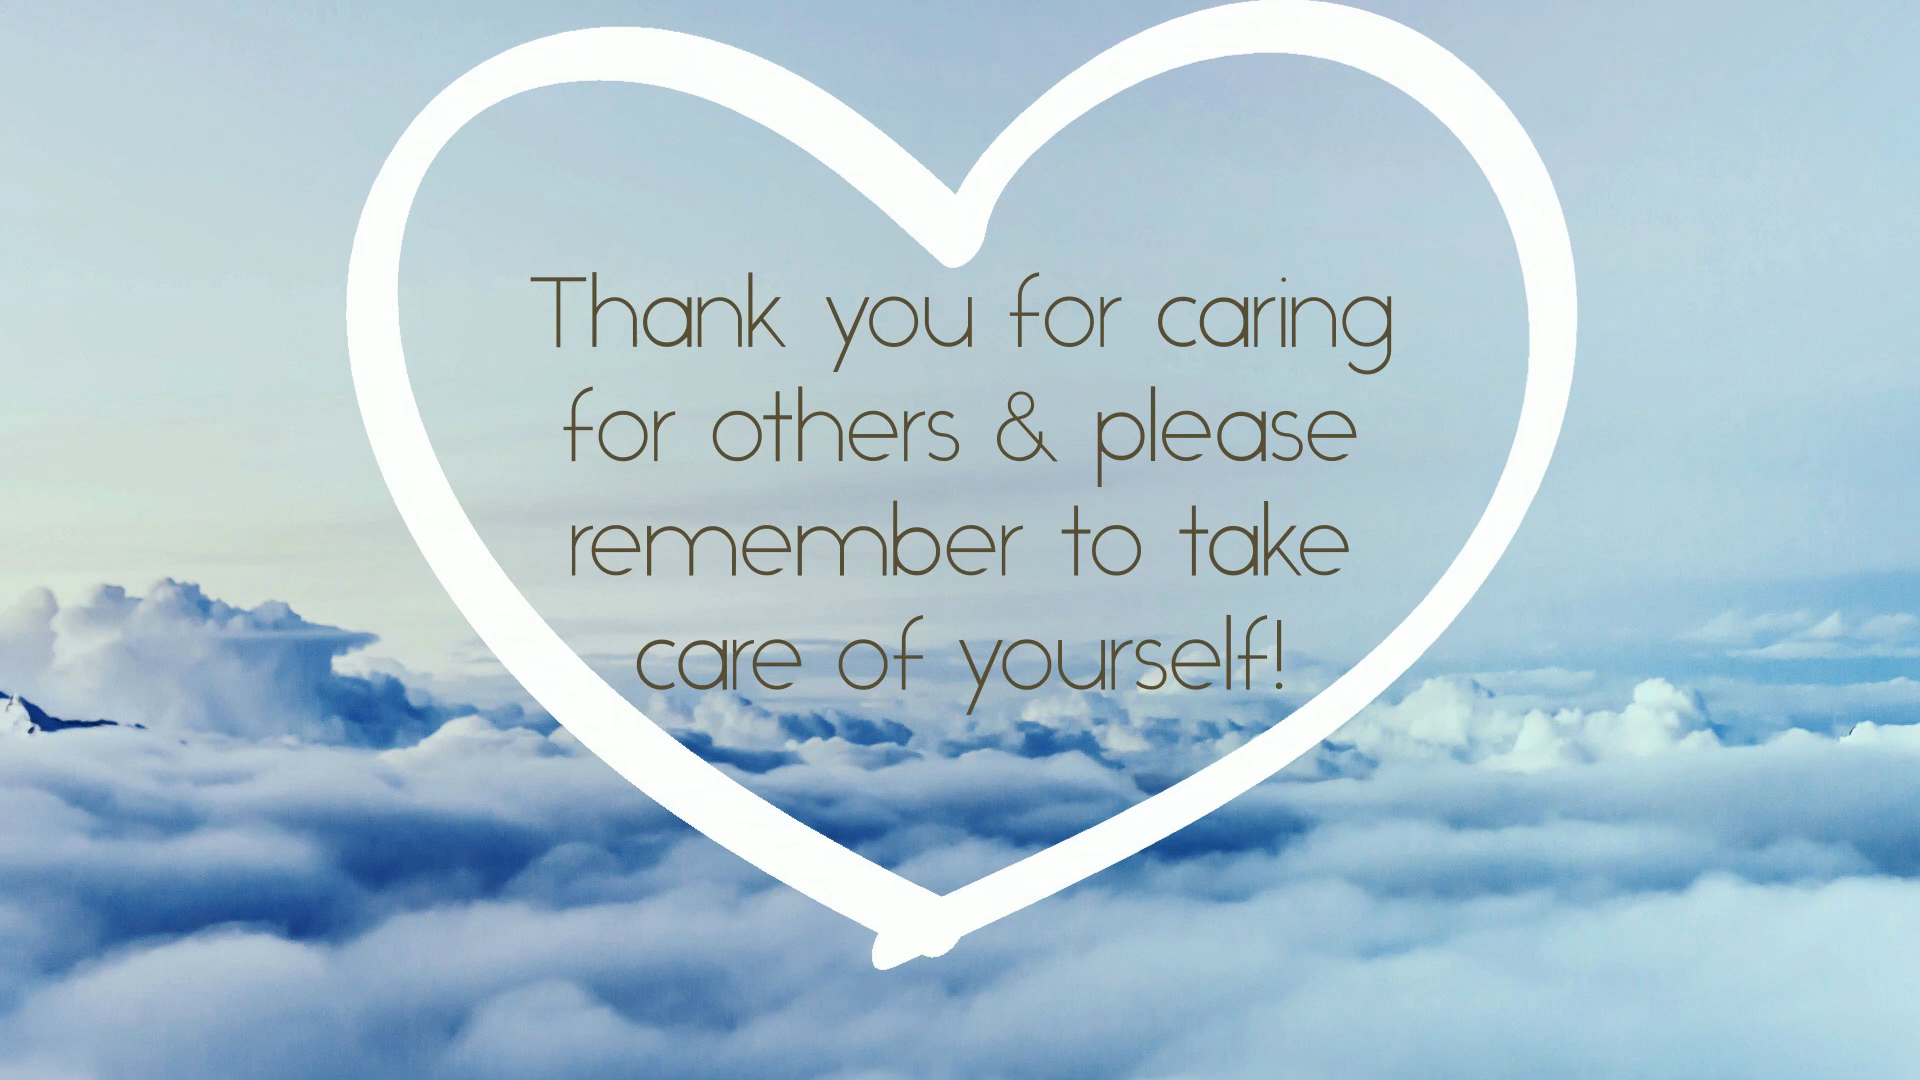 Thank you for caring
for others & please
remember to take
care of yourself!